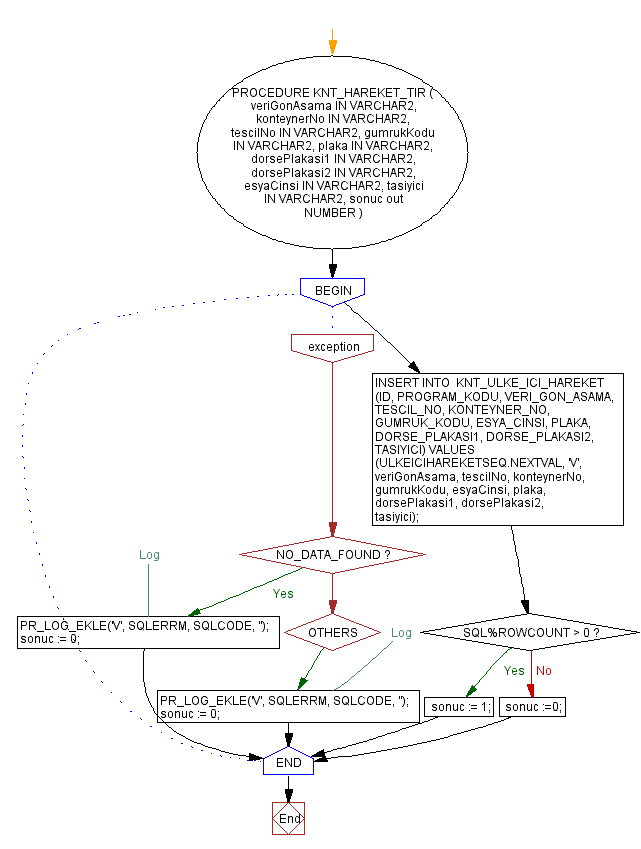 PROCEDURE KNT_HAREKET_TIR (
veriGonAsama IN VARCHAR2,
konteynerNo IN VARCHAR2,
tescilNo IN VARCHAR2, gumrukKodu
IN VARCHAR2, plaka IN VARCHAR2,
dorsePlakasi1 IN VARCHAR2,
dorsePlakasi2 IN VARCHAR2,
esyaCinsi IN VARCHAR2, tasiyici
IN VARCHAR2, sonuc out
NUMBER )
BEGIN
exception
INSERT INTO KNT_ULKE_ICI_HAREKET
(ID, PROGRAM_KODU, VERI_GON_ASAMA,
TESCIL_NO, KONTEYNER_NO,
GUMRUK_KODU, ESYA_CINSI, PLAKA,
DORSE_PLAKASI1, DORSE_PLAKASI2,
TASIYICI) VALUES
(ULKEICIHAREKETSEQ.NEXTVAL, 'V',
veriGonAsama, tescilNo, konteynerNo,
gumrukKodu, esyaCinsi, plaka,
dorsePlakasi1, dorsePlakasi2,
tasiyici);
NO_DATA_FOUND ?
Log
Yes
PR_LOG_EKLE('V', SQLERRM, SQLCODE, '');
sonuc := 0;
OTHERS
Log
SQL%ROWCOUNT > 0 ?
Yes
No
PR_LOG_EKLE('V', SQLERRM, SQLCODE, '');
sonuc := 0;
sonuc := 1;
sonuc :=0;
END
End